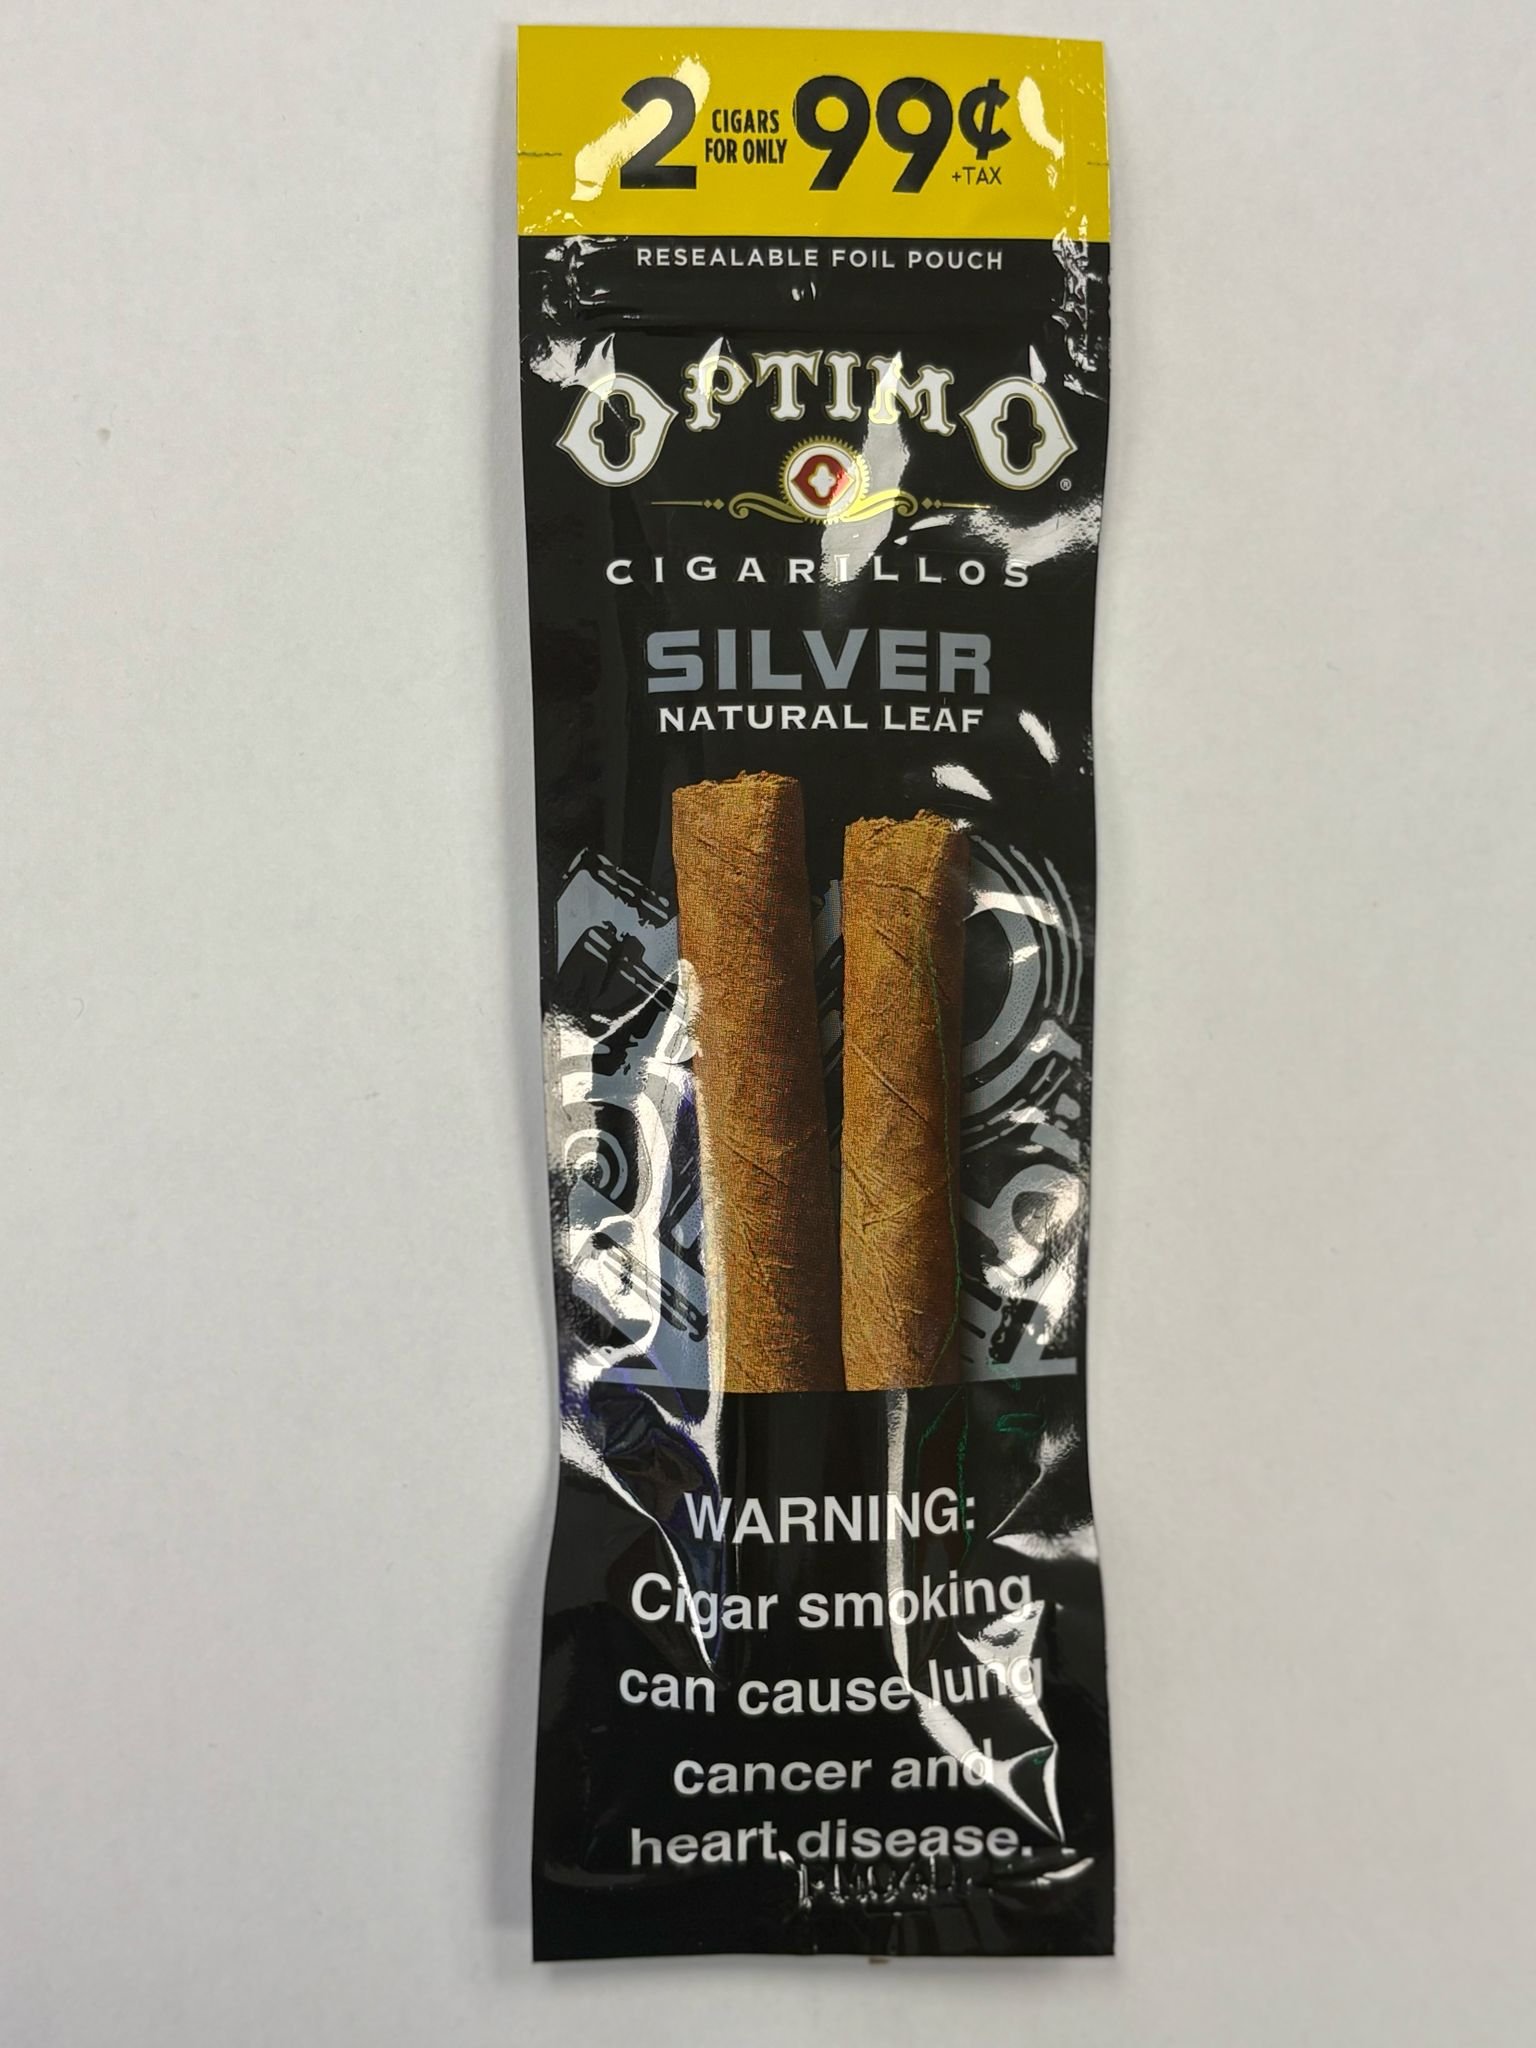 2 CIGARS FOR ONLY 99¢ +TAX
RESEALABLE FOIL POUCH
OPTIMO®
CIGARILLOS
SILVER
NATURAL LEAF
WARNING:
Cigar smoking
can cause lung
cancer and
heart disease.